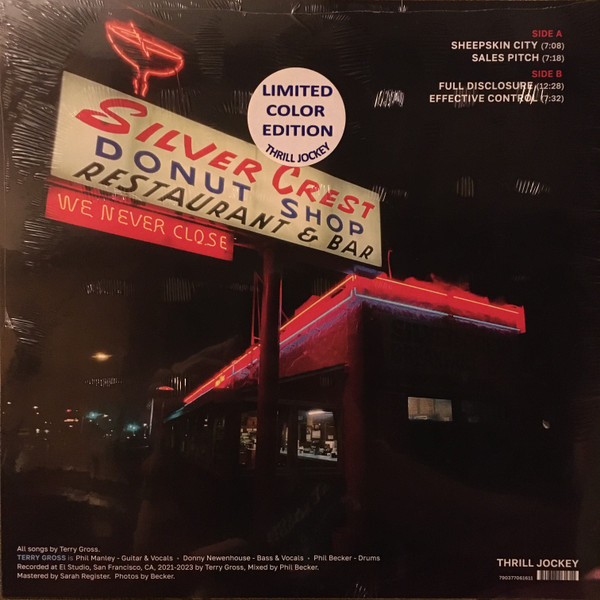 SIDE A
SHEEPSKIN CITY (7:08)
SALES PITCH (7:18)
SIDE B
FULL DISCLOSURE (12:28)
EFFECTIVE CONTROL (7:32)
LIMITED
COLOR
EDITION
THRILL JOCKEY
SILVER CREST
DONUT SHOP
RESTAURANT & BAR
WE NEVER CLOSE
All songs by Terry Gross.
TERRY GROSS is Phil Manley - Guitar & Vocals • Donny Newenhouse - Bass & Vocals • Phil Becker - Drums
Recorded at El Studio, San Francisco, CA, 2021-2023 by Terry Gross, Mixed by Phil Becker.
Mastered by Sarah Register. Photos by Becker.
THRILL JOCKEY